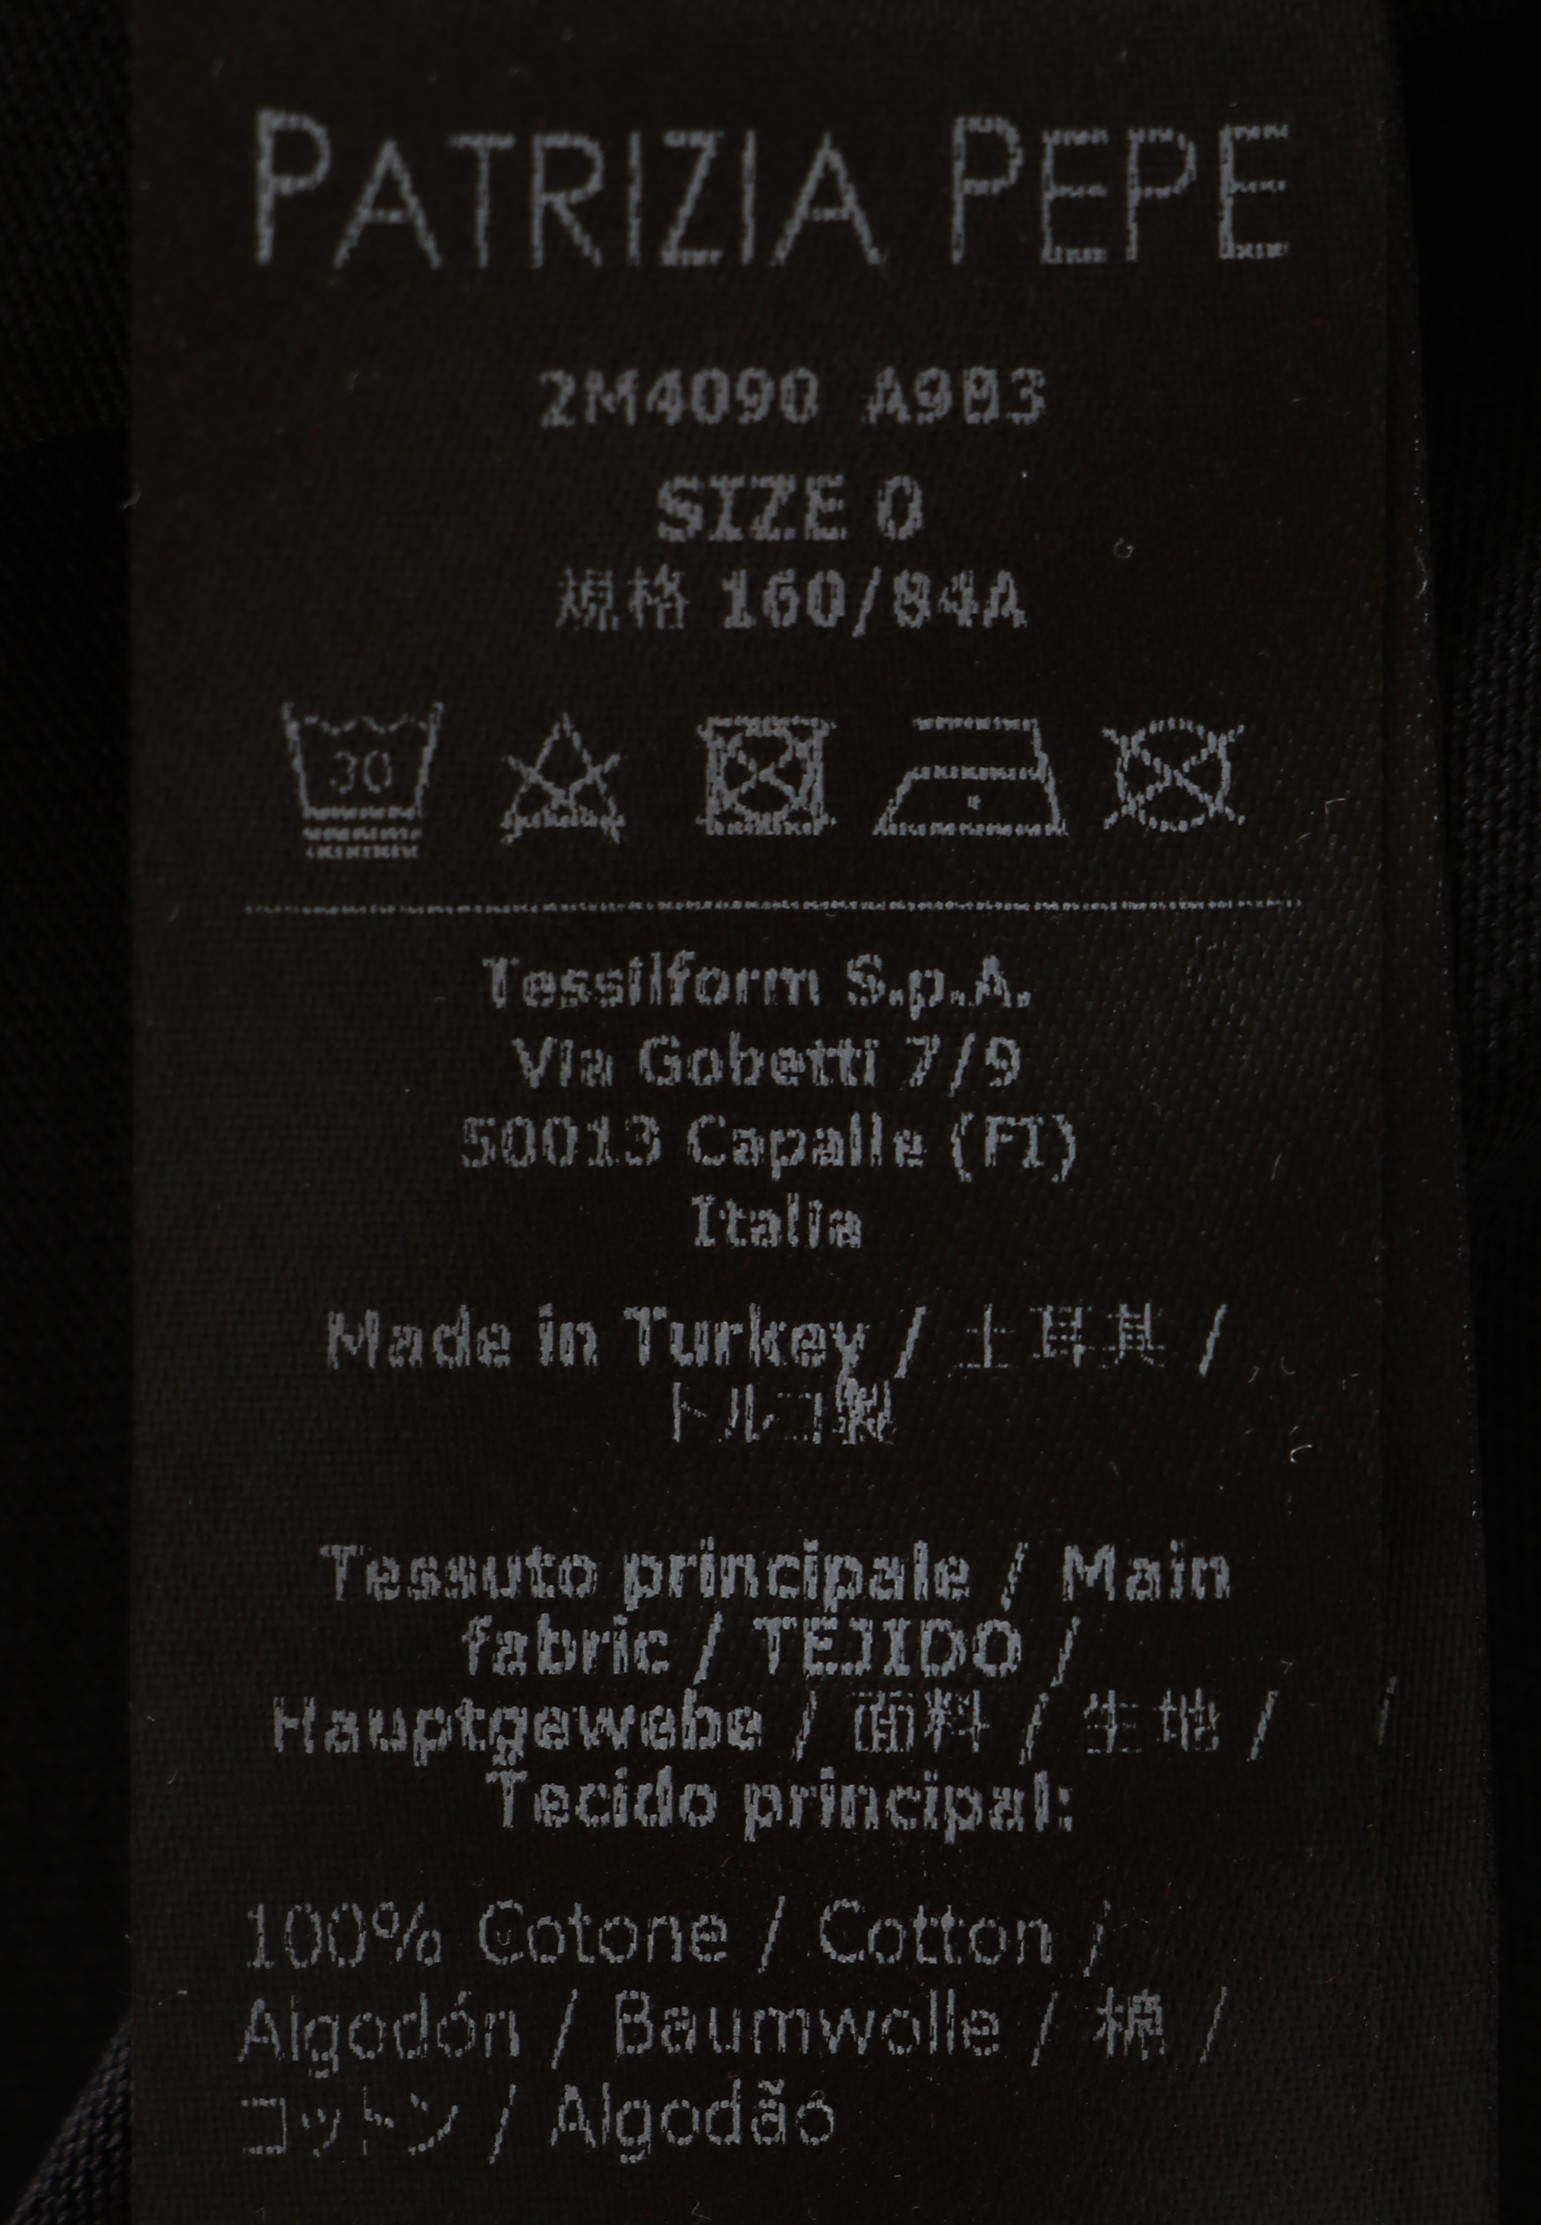 PATRIZIA PEPE
2M4090 A9B3
SIZE 0
規格 160/84A
30
Tessilform S.p.A.
Via Gobetti 7/9
50013 Capalle (FI)
Italia
Made in Turkey / 土耳其 /
トルコ製
Tessuto principale / Main
fabric / TEJIDO /
Hauptgewebe / 面料 / 生地 / /
Tecido principal:
100% Cotone / Cotton /
Algodón / Baumwolle / 棉 /
コットン / Algodão